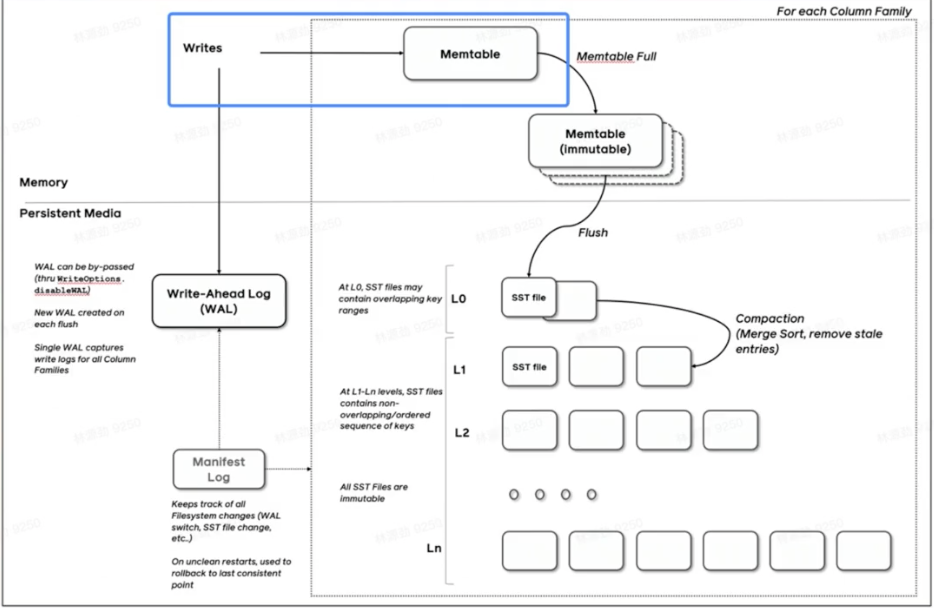 For each Column Family
Writes
Memtable
Memtable Full
Memtable
(immutable)
Memory
Persistent Media
Flush
WAL can be by-passed
(thru WriteOptions.
disableWAL)
New WAL created on
each flush
Single WAL captures
write logs for all Column
Families
Write-Ahead Log
(WAL)
At L0, SST files may
contain overlapping key
ranges
L0
SST file
Compaction
(Merge Sort, remove stale
entries)
L1
SST file
At L1-Ln levels, SST files
contains non-
overlapping/ordered
sequence of keys
L2
Manifest
Log
All SST Files are
immutable
Keeps track of all
Filesystem changes (WAL
switch, SST file change,
etc..)
On unclean restarts, used to
rollback to last consistent
point
Ln